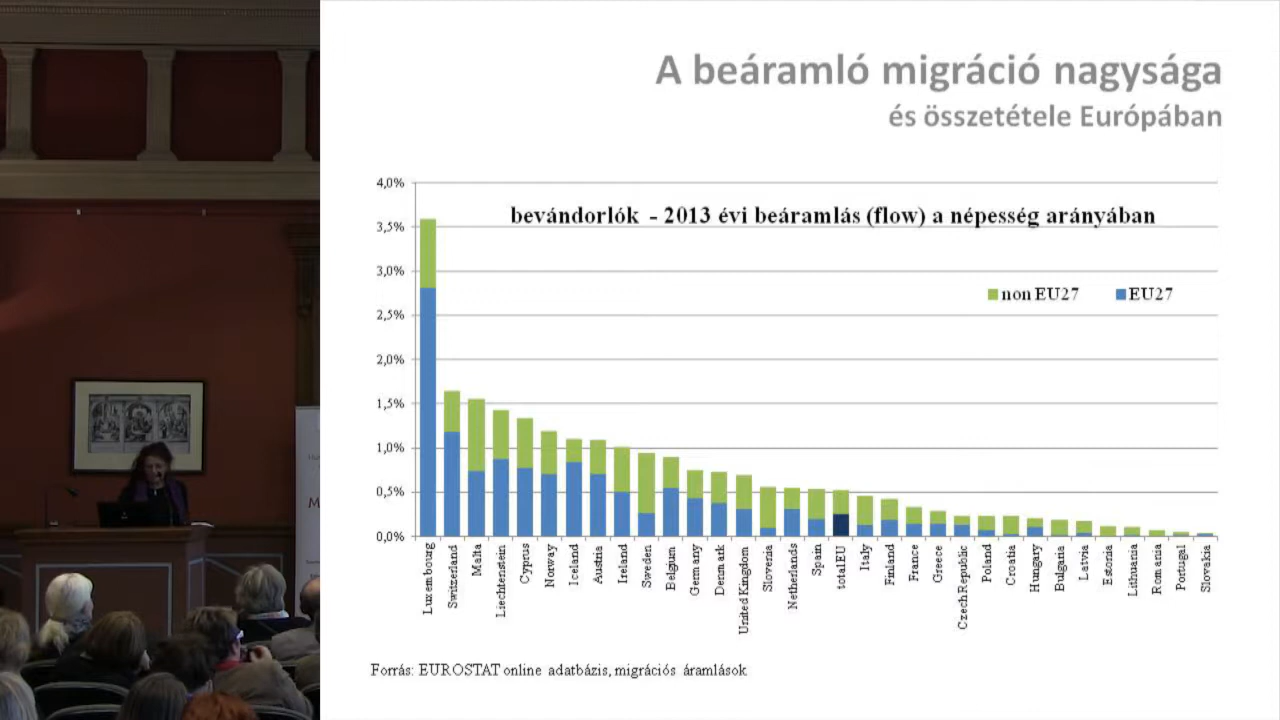 A beáramló migráció nagysága
és összetétele Európában
bevándorlók - 2013 évi beáramlás (flow) a népesség arányában
non EU27
EU27
4,0%
3,5%
3,0%
2,5%
2,0%
1,5%
1,0%
0,5%
0,0%
Luxembourg
Switzerland
Malta
Liechtenstein
Cyprus
Norway
Iceland
Austria
Ireland
Sweden
Belgium
Germany
Denmark
United Kingdom
Slovenia
Netherlands
Spain
totalEU
Italy
Finland
France
Greece
Czech Republic
Poland
Croatia
Hungary
Bulgaria
Latvia
Estonia
Lithuania
Romania
Portugal
Slovakia
Forrás: EUROSTAT online adatbázis, migrációs áramlások